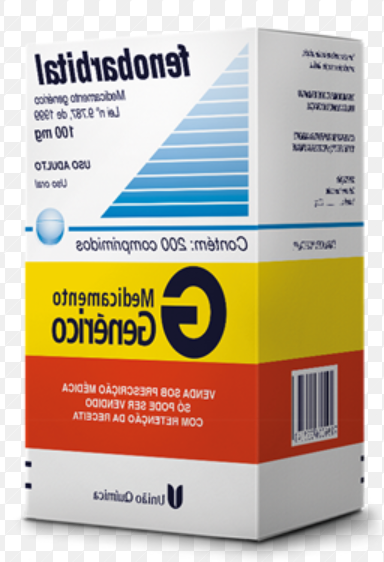 fenobarbital
Medicamento genérico
Lei nº 9.787, de 1999
100 mg
USO ADULTO
Uso oral
Contém: 200 comprimidos
G
Medicamento
Genérico
VENDA SOB PRESCRIÇÃO MÉDICA
SÓ PODE SER VENDIDO
COM RETENÇÃO DA RECEITA
União Química